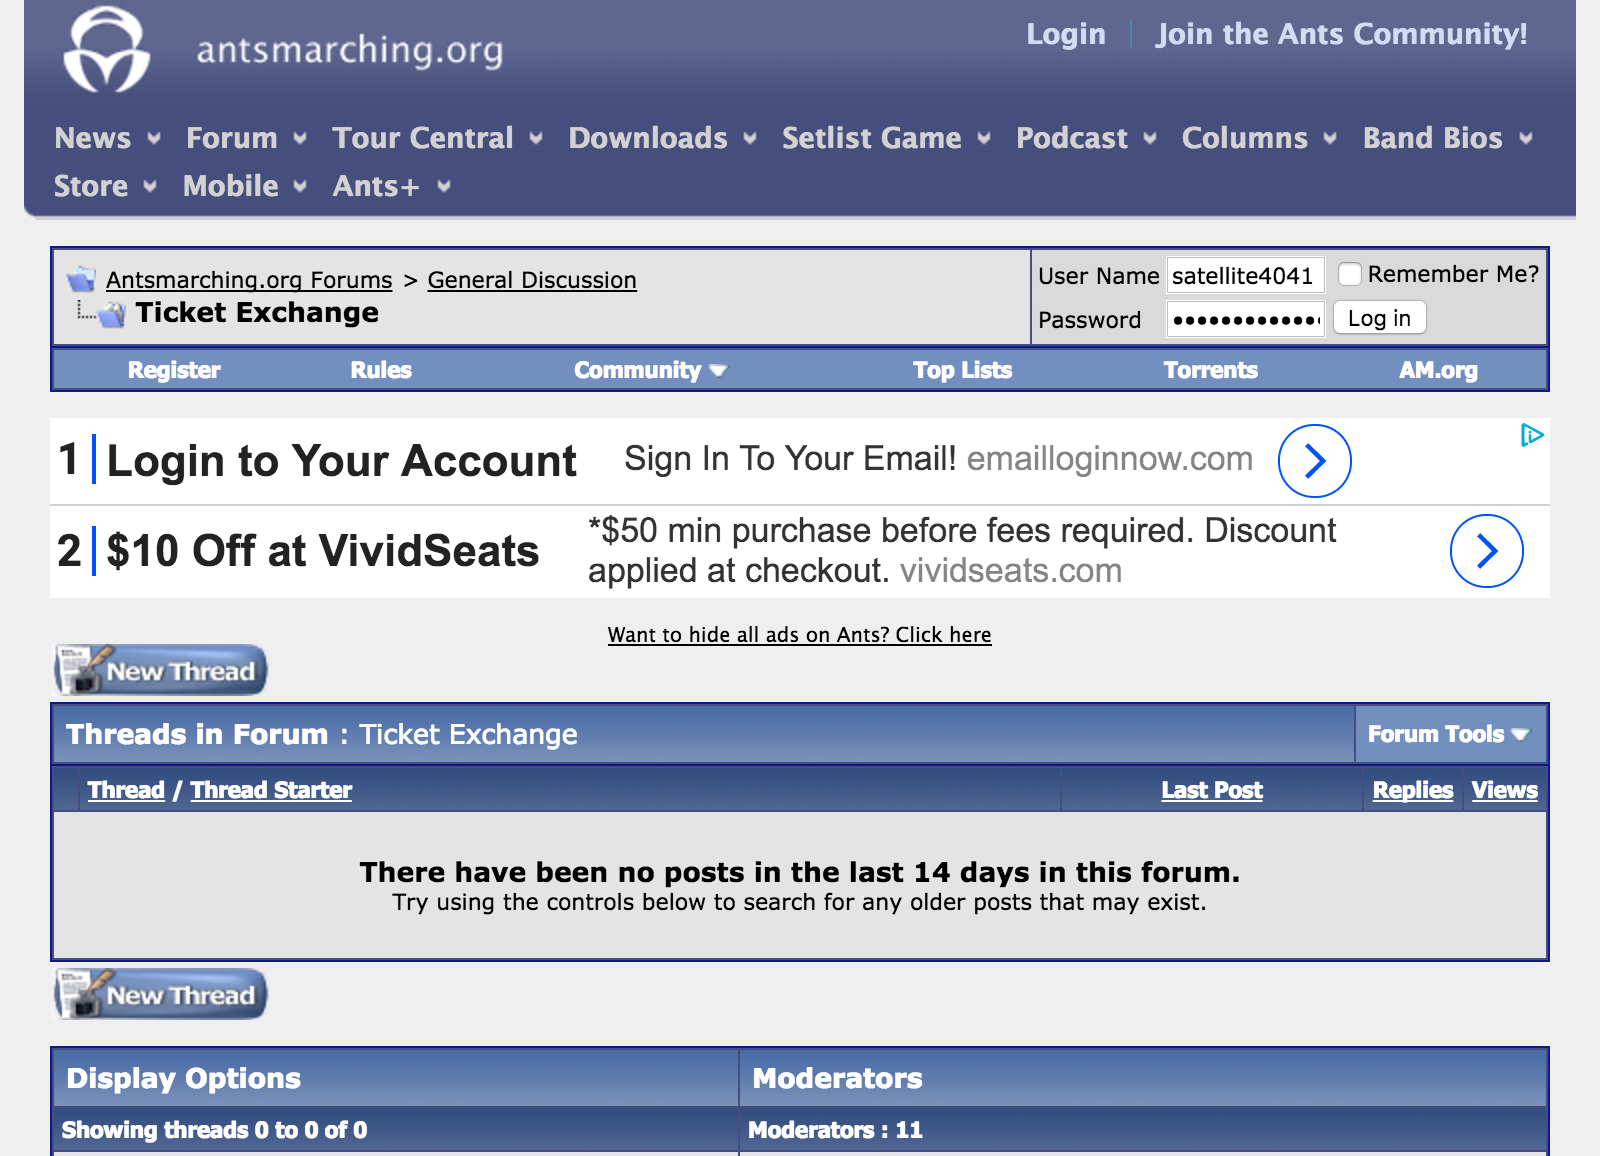 antsmarching.org
Login
Join the Ants Community!
News Forum Tour Central Downloads Setlist Game Podcast Columns Band Bios
Store Mobile Ants+
Antsmarching.org Forums > General Discussion
Ticket Exchange
User Name satellite4041 Remember Me?
Password ••••••••••••• Log in
Register Rules Community Top Lists Torrents AM.org
1 Login to Your Account Sign In To Your Email! emailloginnow.com
2 $10 Off at VividSeats *$50 min purchase before fees required. Discount
applied at checkout. vividseats.com
Want to hide all ads on Ants? Click here
New Thread
Threads in Forum : Ticket Exchange Forum Tools
Thread / Thread Starter Last Post Replies Views
There have been no posts in the last 14 days in this forum.
Try using the controls below to search for any older posts that may exist.
New Thread
Display Options Moderators
Showing threads 0 to 0 of 0 Moderators : 11